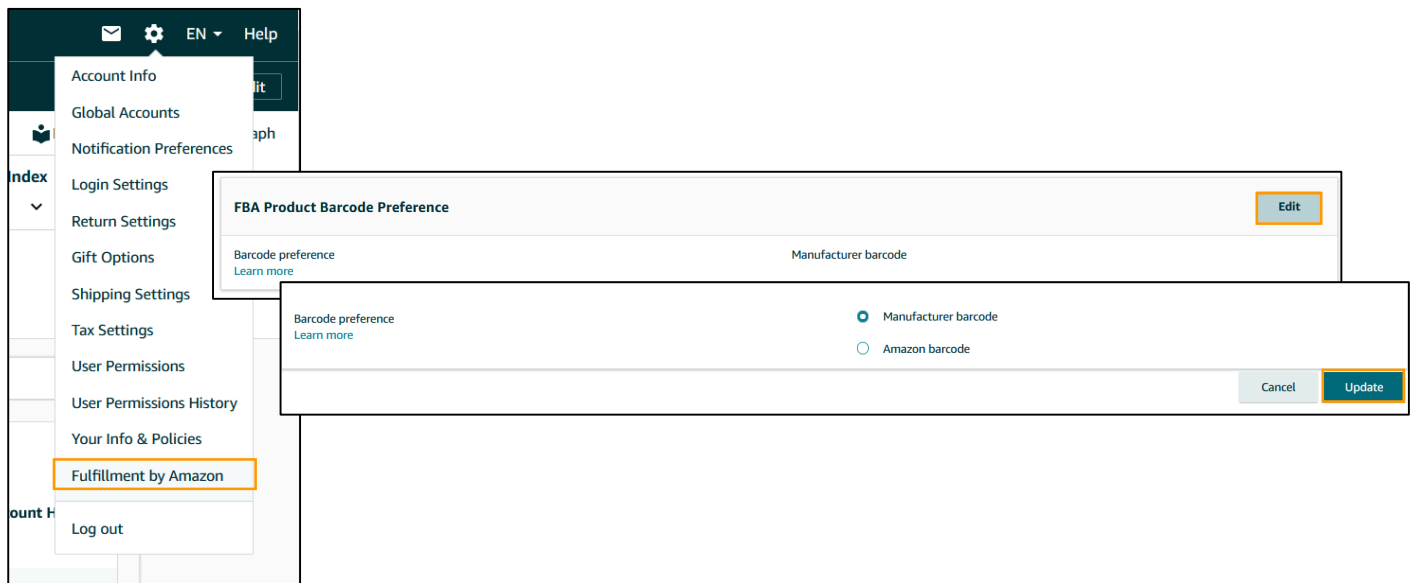 EN Help
Account Info
lit
Global Accounts
aph
Notification Preferences
Index
Login Settings
Return Settings
Gift Options
Shipping Settings
Tax Settings
User Permissions
User Permissions History
Your Info & Policies
Fulfillment by Amazon
ount H
Log out
FBA Product Barcode Preference Edit
Barcode preference Manufacturer barcode
Learn more
Barcode preference Manufacturer barcode
Learn more
Amazon barcode
Cancel Update